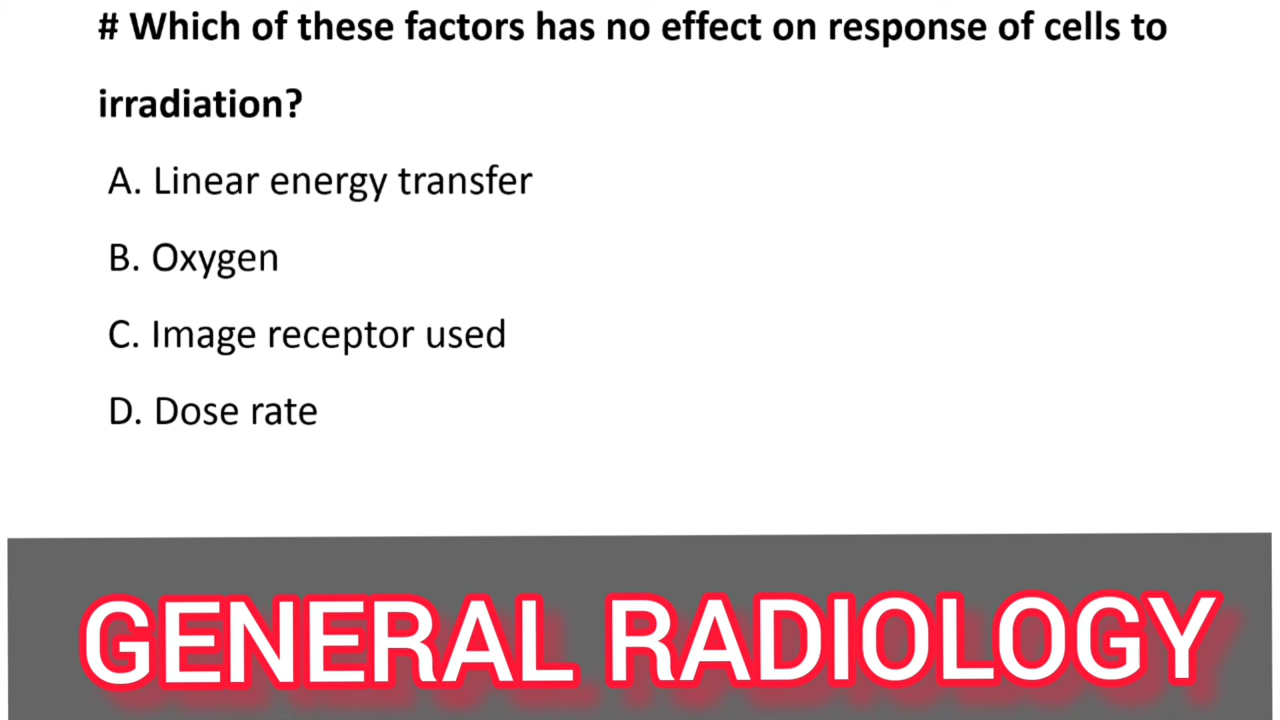 # Which of these factors has no effect on response of cells to
irradiation?
A. Linear energy transfer
B. Oxygen
C. Image receptor used
D. Dose rate
GENERAL RADIOLOGY